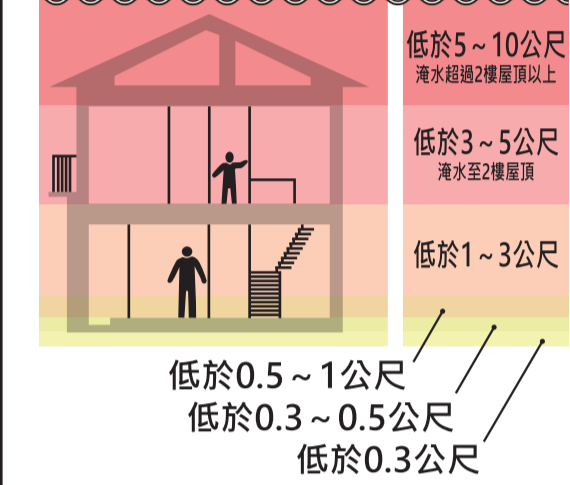 低於5～10公尺
淹水超過2樓屋頂以上
低於3～5公尺
淹水至2樓屋頂
低於1～3公尺
低於0.5～1公尺
低於0.3～0.5公尺
低於0.3公尺